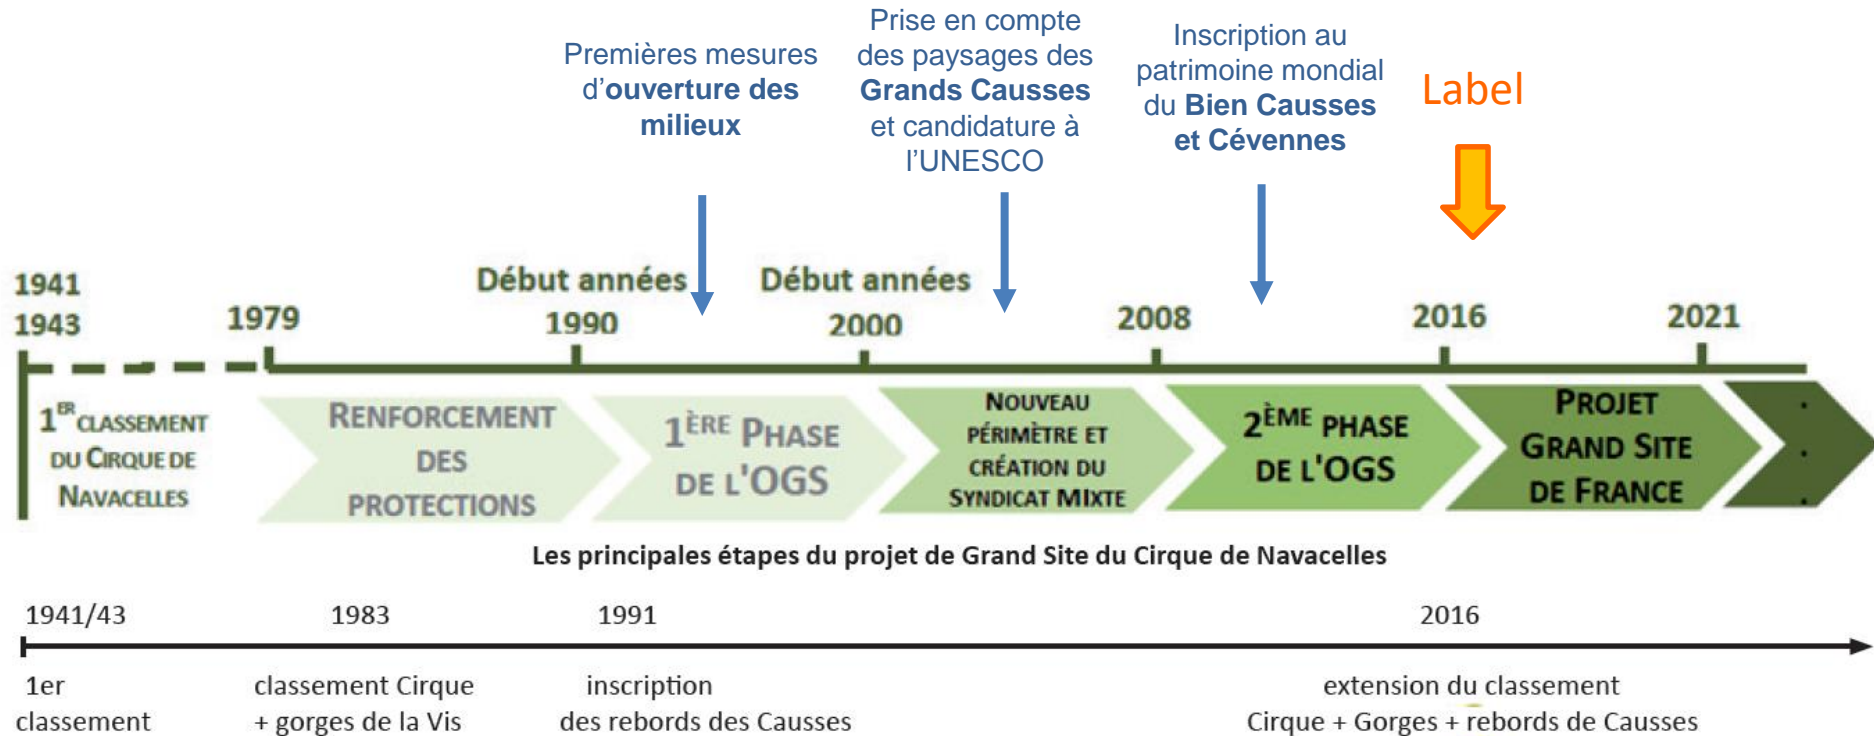 Premières mesures
d'ouverture des
milieux
Prise en compte
des paysages des
Grands Causses
et candidature à
l'UNESCO
Inscription au
patrimoine mondial
du Bien Causses
et Cévennes
Label
1941
1943
1979
Début années
1990
Début années
2000
2008
2016
2021
1ER CLASSEMENT
DU CIRQUE DE
NAVACELLES
RENFORCEMENT
DES
PROTECTIONS
1ÈRE PHASE
DE L'OGS
NOUVEAU
PÉRIMÈTRE ET
CRÉATION DU
SYNDICAT MIXTE
2ÈME PHASE
DE L'OGS
PROJET
GRAND SITE
DE FRANCE
.
.
.
Les principales étapes du projet de Grand Site du Cirque de Navacelles
1941/43
1983
1991
2016
1er
classement
classement Cirque
+ gorges de la Vis
inscription
des rebords des Causses
extension du classement
Cirque + Gorges + rebords de Causses